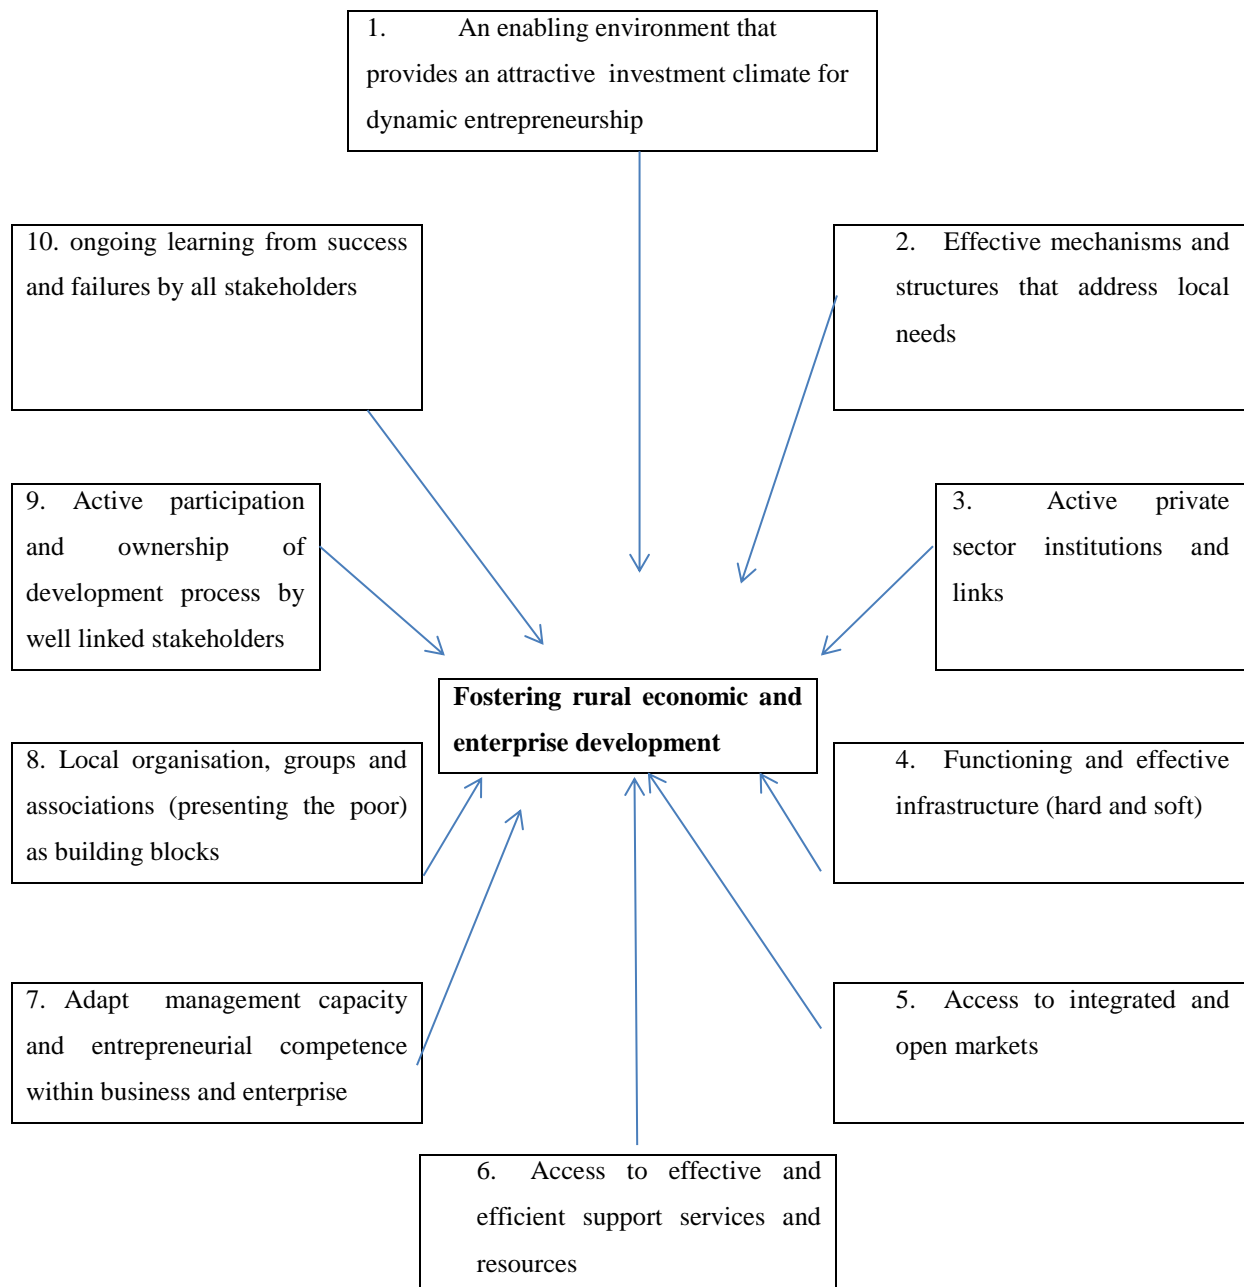 1. An enabling environment that
provides an attractive investment climate for
dynamic entrepreneurship
10. ongoing learning from success
and failures by all stakeholders
2. Effective mechanisms and
structures that address local
needs
9. Active participation
and ownership of
development process by
well linked stakeholders
3. Active private
sector institutions and
links
Fostering rural economic and
enterprise development
8. Local organisation, groups and
associations (presenting the poor)
as building blocks
4. Functioning and effective
infrastructure (hard and soft)
7. Adapt management capacity
and entrepreneurial competence
within business and enterprise
5. Access to integrated and
open markets
6. Access to effective and
efficient support services and
resources